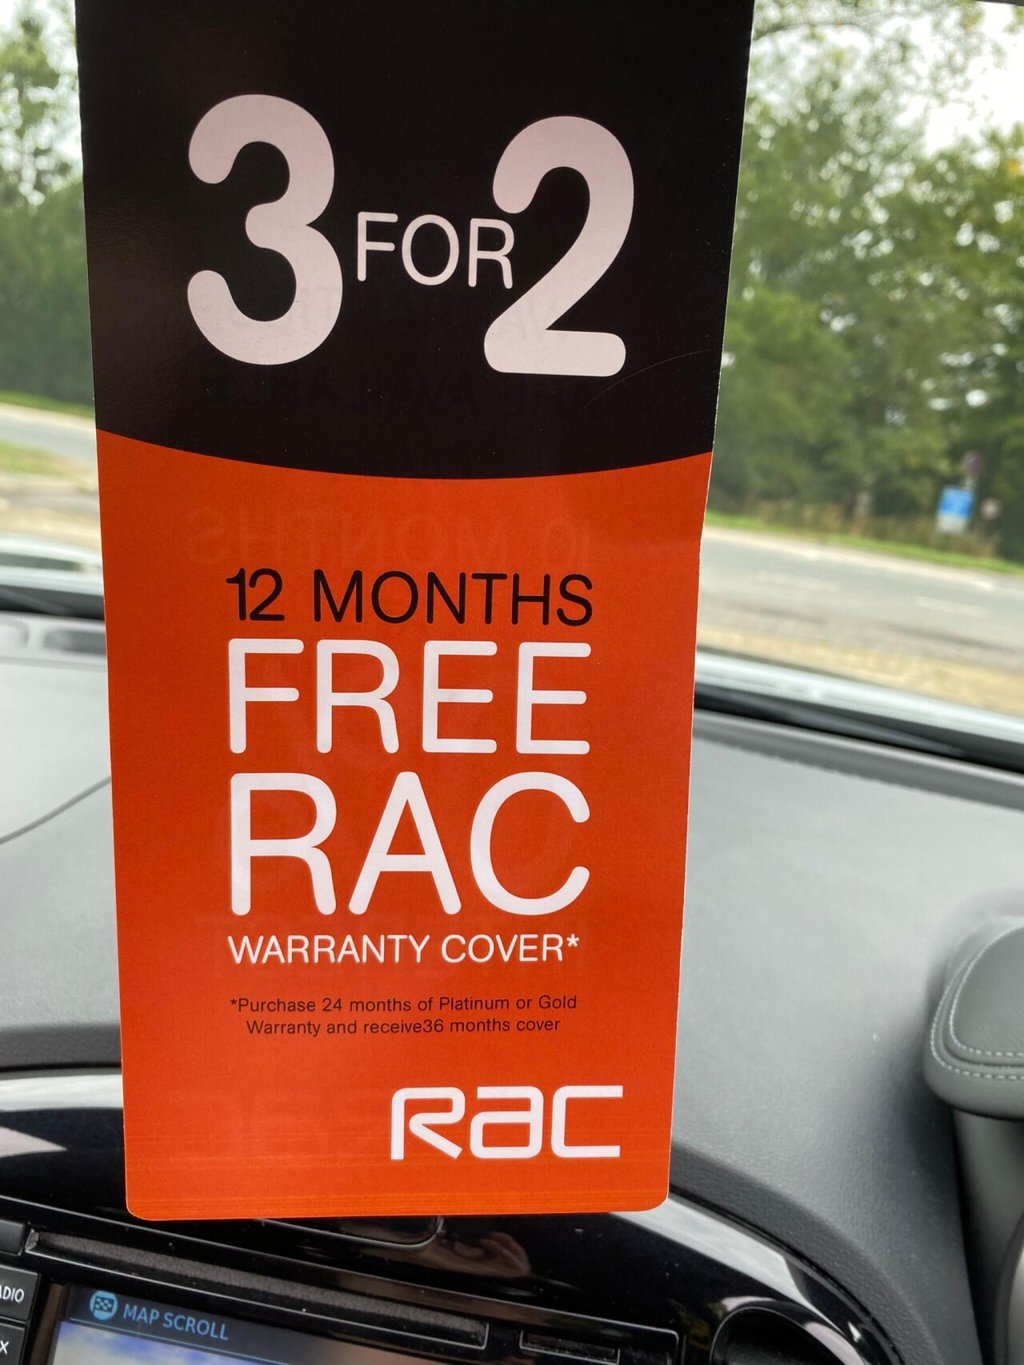 3 FOR 2
12 MONTHS
FREE
RAC
WARRANTY COVER*
*Purchase 24 months of Platinum or Gold
Warranty and receive36 months cover
rac
MAP SCROLL